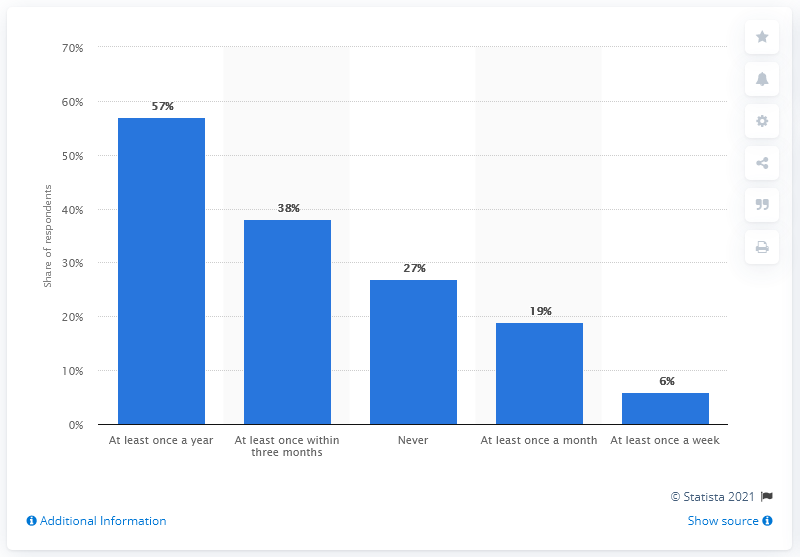 70%
60%
50%
40%
30%
20%
10%
0%
Share of respondents
57%
38%
27%
19%
6%
At least once a year
At least once within
three months
Never
At least once a month
At least once a week
© Statista 2021
Additional Information
Show source